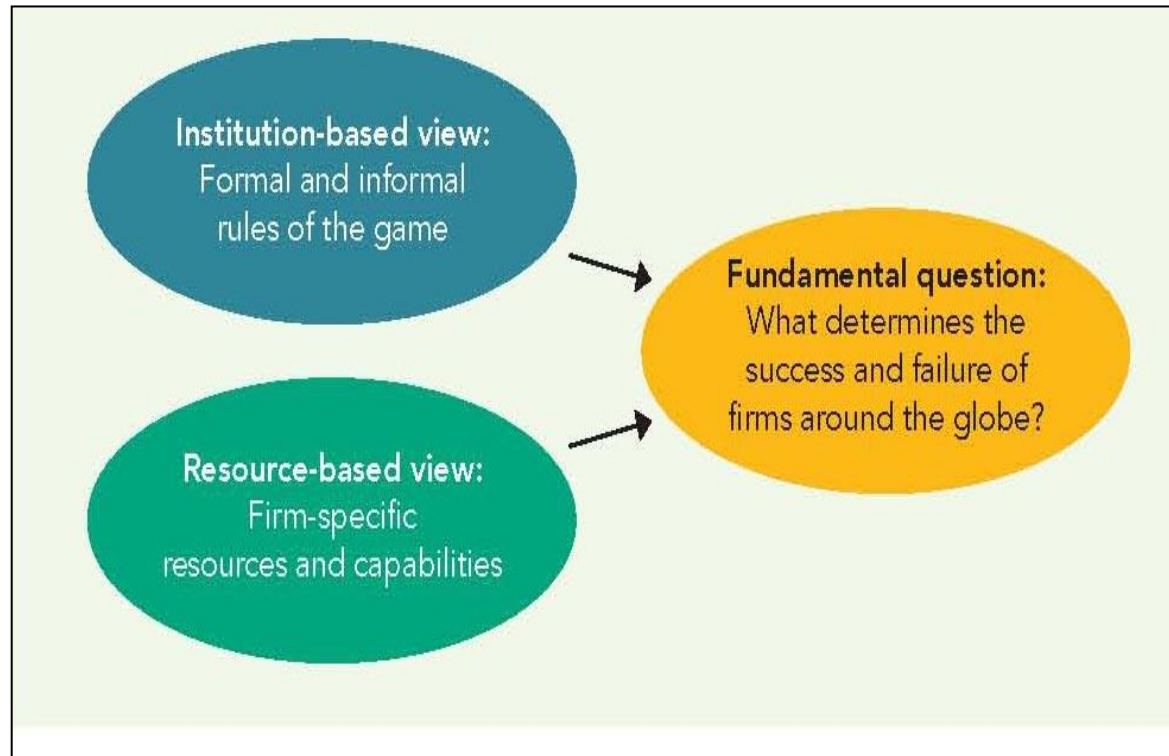 Institution-based view:
Formal and informal
rules of the game
Resource-based view:
Firm-specific
resources and capabilities
Fundamental question:
What determines the
success and failure of
firms around the globe?